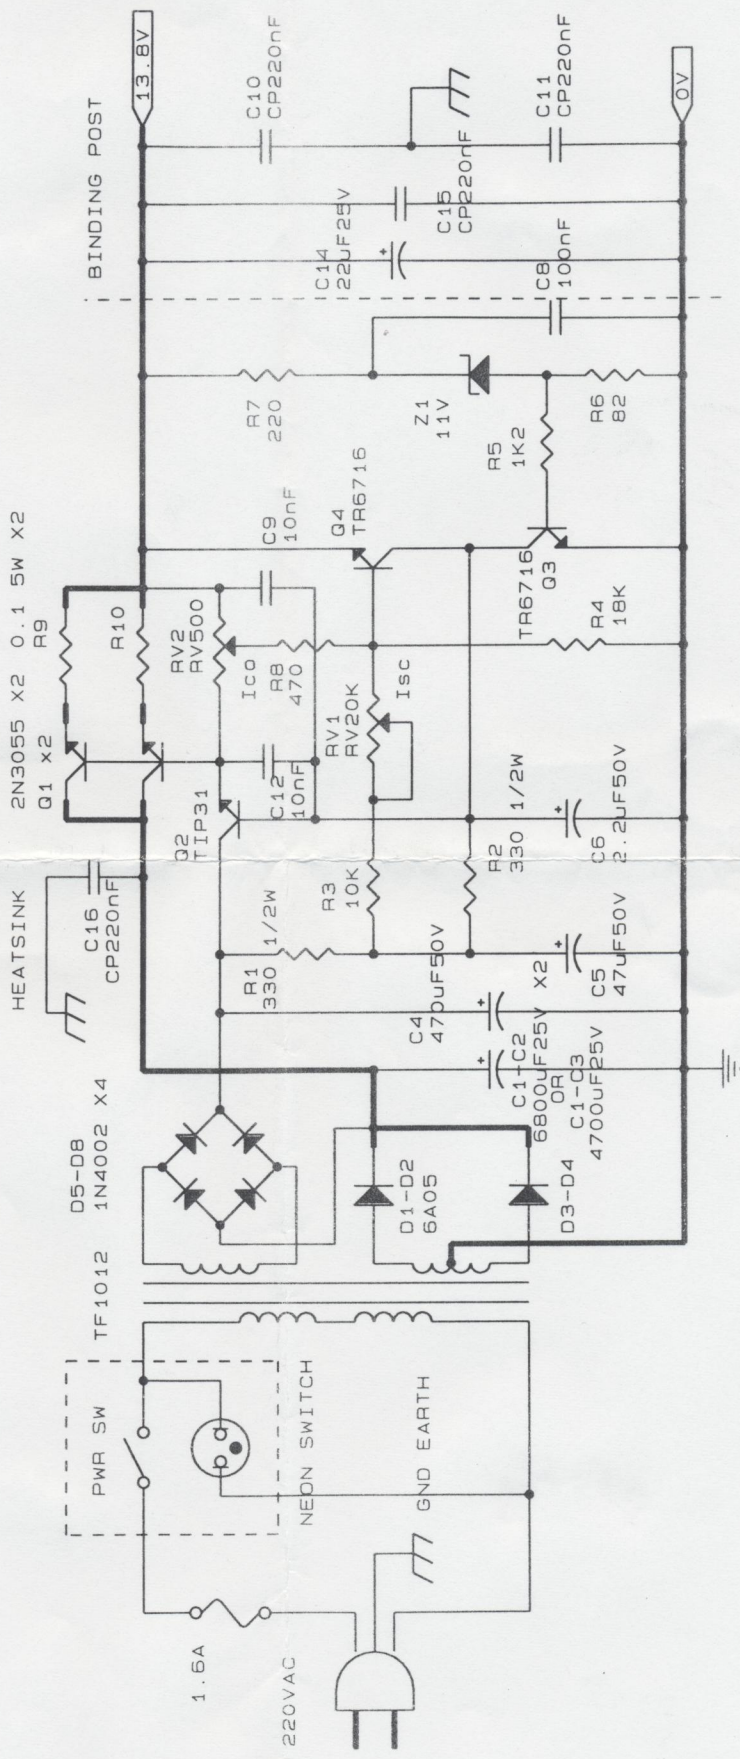 220VAC
1.6A
PWR SW
NEON SWITCH
GND EARTH
TF1012
D5-D8
1N4002 X4
D1-D2
6A05
D3-D4
HEATSINK
C16
CP220nF
R1
330 1/2W
C4
470uF50V
C1-C2
6800uF25V X2
OR
C1-C3
4700uF25V
C5
47uF50V
R3
10K
R2
330 1/2W
C6
2.2uF50V
2N3055 X2 0.1 5W X2
Q1 X2
R9
R10
Q2
TIP31
C12
10nF
RV2
RV500
Ico
R8
470
RV1
RV20K
Isc
C9
10nF
Q4
TR6716
TR6716
Q3
R4
18K
R7
220
Z1
11V
R5
1K2
R6
82
BINDING POST
C14
22uF25V
C8
100nF
C15
CP220nF
C10
CP220nF
C11
CP220nF
13.8V
0V